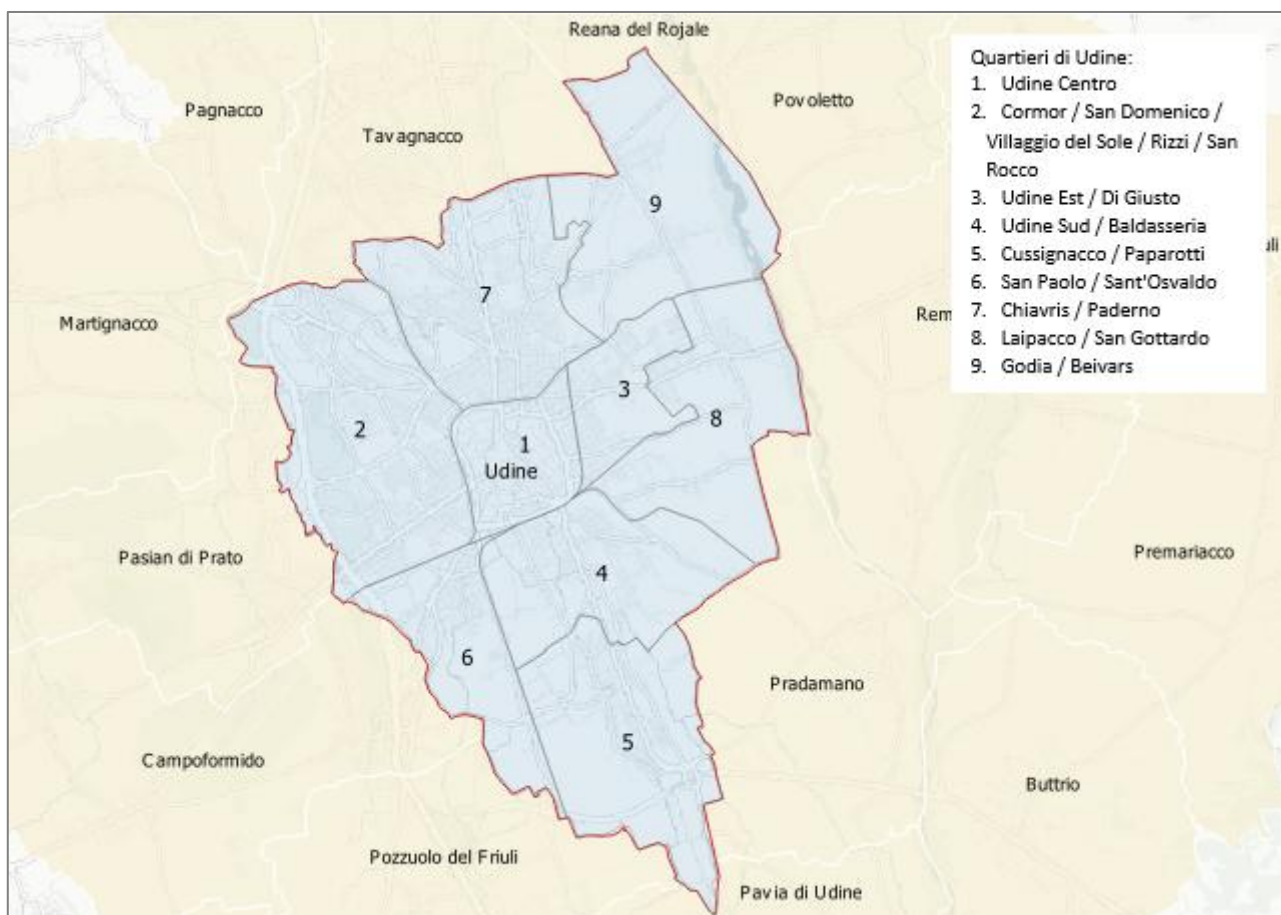 Reana del Rojale
Pagnacco
Povoletto
Tavagnacco
Martignacco
Rem
uli
Pasian di Prato
Premariacco
Pradamano
Campoformido
Buttrio
Pozzuolo del Friuli
Pavia di Udine
9
7
3
2
8
1
Udine
4
6
5
Quartieri di Udine:
1. Udine Centro
2. Cormor / San Domenico /
Villaggio del Sole / Rizzi / San
Rocco
3. Udine Est / Di Giusto
4. Udine Sud / Baldasseria
5. Cussignacco / Paparotti
6. San Paolo / Sant'Osvaldo
7. Chiavris / Paderno
8. Laipacco / San Gottardo
9. Godia / Beivars